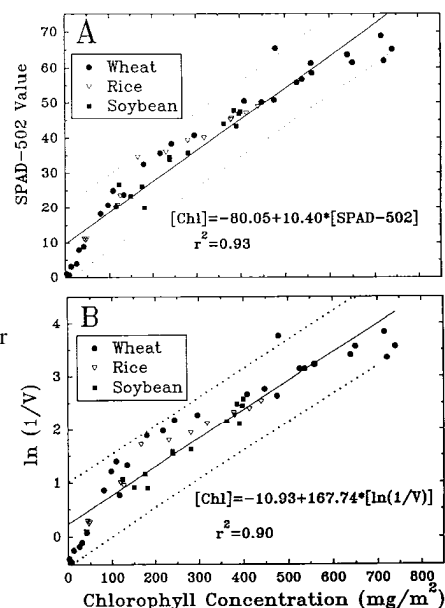 A
Wheat
Rice
Soybean
SPAD-502 Value
75
70
60
50
40
30
20
10
0
[Chl]=-80.05+10.40*[SPAD-502]
r²=0.93
r
B
Wheat
Rice
Soybean
ln (1/V)
4
3
2
1
0
[Chl]=-10.93+167.74*[ln(1/V)]
r²=0.90
0 100 200 300 400 500 600 700 800
Chlorophyll Concentration (mg/m²)